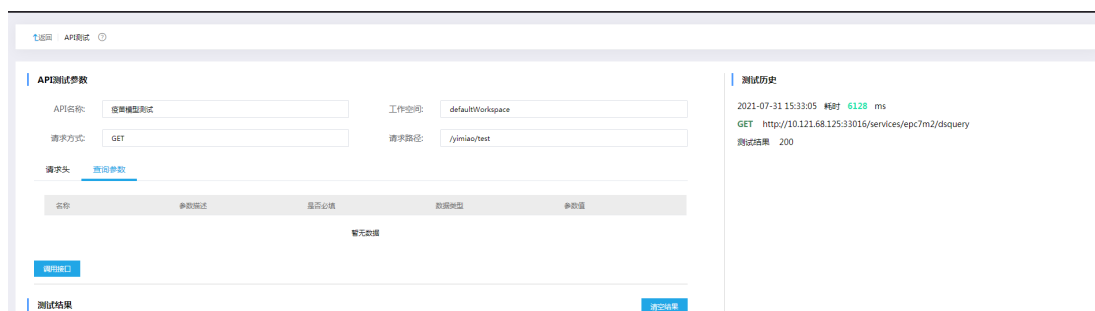 返回 API测试
API测试参数
API名称: 疫苗模型测试 工作空间: defaultWorkspace
请求方式: GET 请求路径: /yimiao/test
请求头 查询参数
名称 参数描述 是否必填 数据类型 参数值
暂无数据
调用接口
测试结果 清空结果
测试历史
2021-07-31 15:33:05 耗时 6128 ms
GET http://10.121.68.125:33016/services/epc7m2/dsquery
测试结果 200